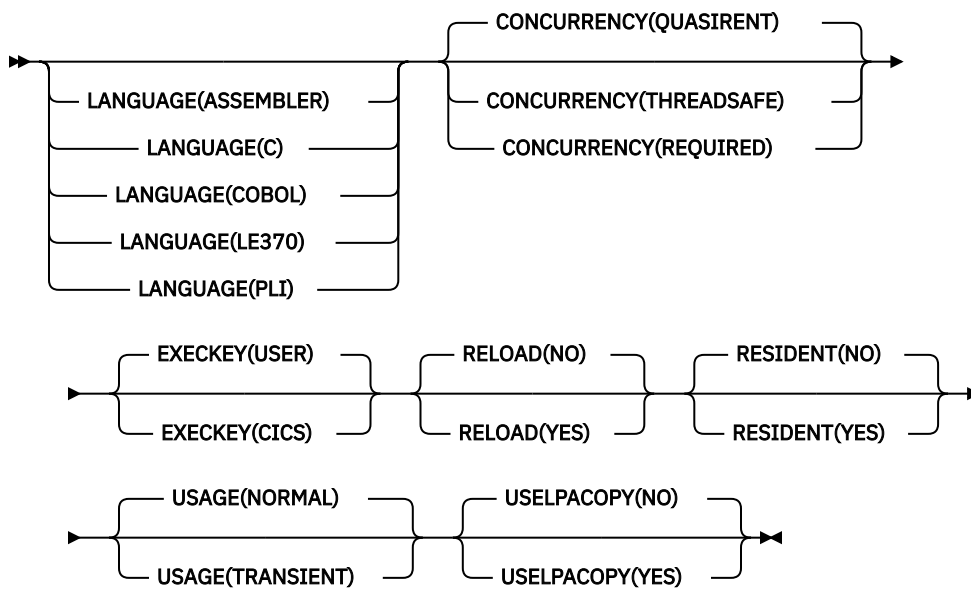 CONCURRENCY(QUASIRENT)
LANGUAGE(ASSEMBLER)
CONCURRENCY(THREADSAFE)
LANGUAGE(C)
CONCURRENCY(REQUIRED)
LANGUAGE(COBOL)
LANGUAGE(LE370)
LANGUAGE(PLI)
EXECKEY(USER)
RELOAD(NO)
RESIDENT(NO)
EXECKEY(CICS)
RELOAD(YES)
RESIDENT(YES)
USAGE(NORMAL)
USELPACOPY(NO)
USAGE(TRANSIENT)
USELPACOPY(YES)